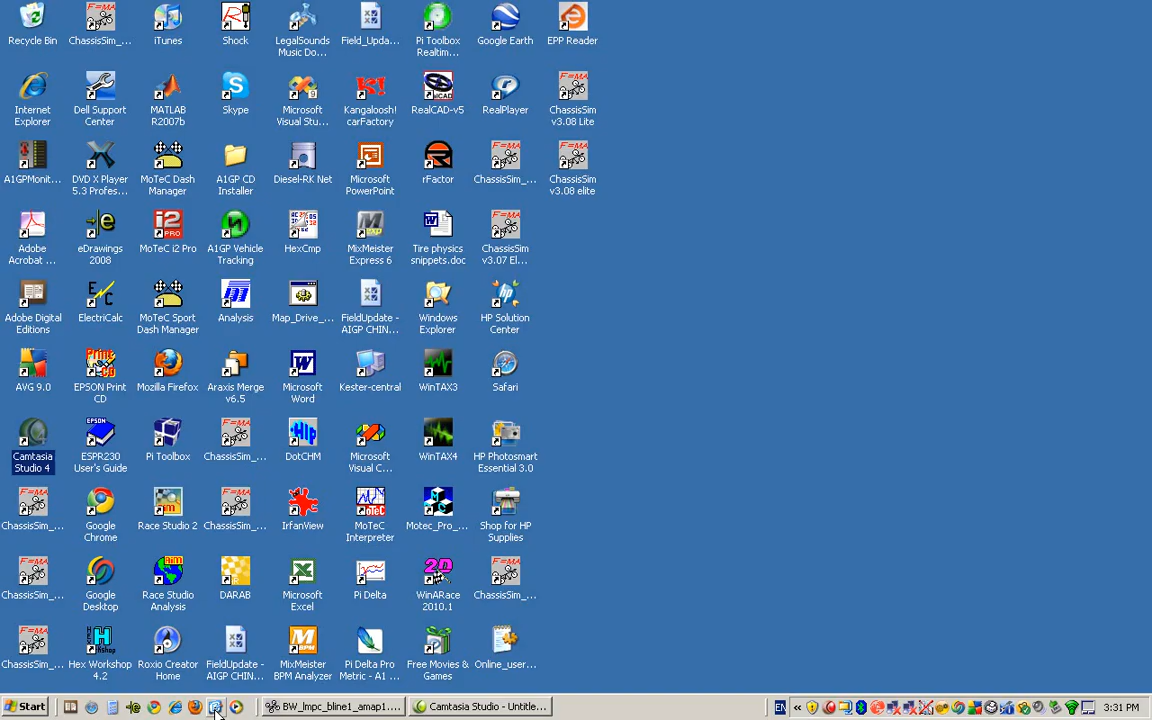 Recycle Bin
ChassisSim_...
iTunes
Shock
LegalSounds
Music Do...
Field_Upda...
Pi Toolbox
Realtim...
Google Earth
EPP Reader
Internet
Explorer
Dell Support
Center
MATLAB
R2007b
Skype
Microsoft
Visual Stu...
Kangaloosh!
carFactory
RealCAD-v5
RealPlayer
ChassisSim
v3.08 Lite
A1GPMonit...
DVD X Player
5.3 Profes...
MoTeC Dash
Manager
A1GP CD
Installer
Diesel-RK Net
Microsoft
PowerPoint
rFactor
ChassisSim_...
ChassisSim
v3.08 elite
Adobe
Acrobat ...
eDrawings
2008
MoTeC i2 Pro
A1GP Vehicle
Tracking
HexCmp
MixMeister
Express 6
Tire physics
snippets.doc
ChassisSim
v3.07 El...
Adobe Digital
Editions
ElectriCalc
MoTeC Sport
Dash Manager
Analysis
Map_Drive_...
FieldUpdate -
AIGP CHIN...
Windows
Explorer
HP Solution
Center
AVG 9.0
EPSON Print
CD
Mozilla Firefox
Araxis Merge
v6.5
Microsoft
Word
Kester-central
WinTAX3
Safari
Camtasia
Studio 4
ESPR230
User's Guide
Pi Toolbox
ChassisSim_...
DotCHM
Microsoft
Visual C...
WinTAX4
HP Photosmart
Essential 3.0
ChassisSim_...
Google
Chrome
Race Studio 2
ChassisSim_...
IrfanView
MoTeC
Interpreter
Motec_Pro_...
Shop for HP
Supplies
ChassisSim_...
Google
Desktop
Race Studio
Analysis
DARAB
Microsoft
Excel
Pi Delta
WinARace
2010.1
ChassisSim_...
ChassisSim_...
Hex Workshop
4.2
Roxio Creator
Home
FieldUpdate -
AIGP CHIN...
MixMeister
BPM Analyzer
Pi Delta Pro
Metric - A1 ...
Free Movies &
Games
Online_user...
Start
BW_lmpc_bline1_amap1....
Camtasia Studio - Untitle...
EN
3:31 PM